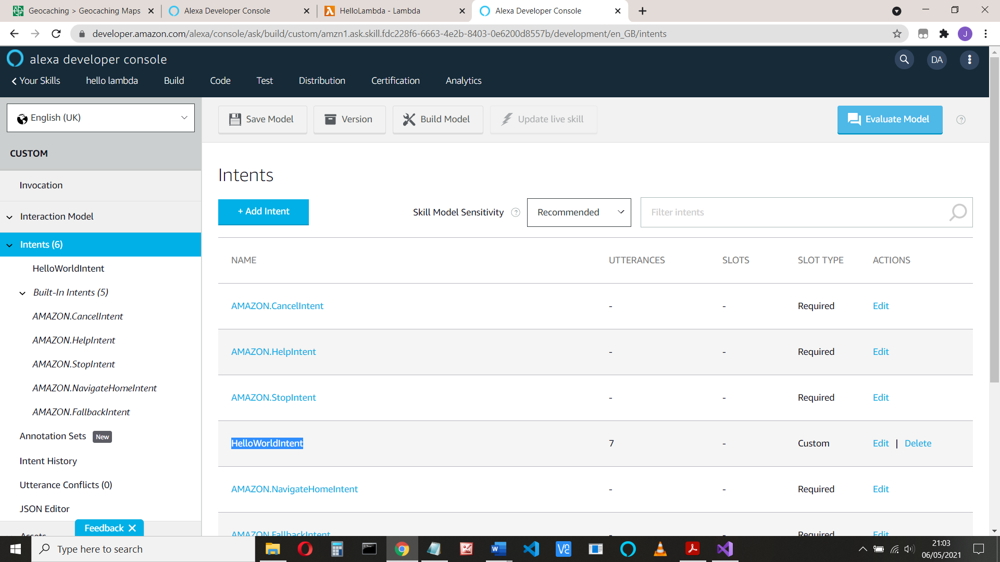 Geocaching > Geocaching Maps
Alexa Developer Console
HelloLambda - Lambda
Alexa Developer Console
developer.amazon.com/alexa/console/ask/build/custom/amzn1.ask.skill.fdc228f6-6663-4e2b-8403-0e6200d8557b/development/en_GB/intents
J
alexa developer console
DA
Your Skills
hello lambda
Build
Code
Test
Distribution
Certification
Analytics
English (UK)
Save Model
Version
Build Model
Update live skill
Evaluate Model
?
CUSTOM
Invocation
Interaction Model
Intents (6)
HelloWorldIntent
Built-In Intents (5)
AMAZON.CancelIntent
AMAZON.HelpIntent
AMAZON.StopIntent
AMAZON.NavigateHomeIntent
AMAZON.FallbackIntent
Annotation Sets New
Intent History
Utterance Conflicts (0)
JSON Editor
Assets
Feedback
Intents
+ Add Intent
Skill Model Sensitivity ?
Recommended
Filter intents
NAME UTTERANCES SLOTS SLOT TYPE ACTIONS
AMAZON.CancelIntent - - Required Edit
AMAZON.HelpIntent - - Required Edit
AMAZON.StopIntent - - Required Edit
HelloWorldIntent 7 - Custom Edit | Delete
AMAZON.NavigateHomeIntent - - Required Edit
AMAZON.FallbackIntent - - Required Edit
Type here to search
21:03
06/05/2021